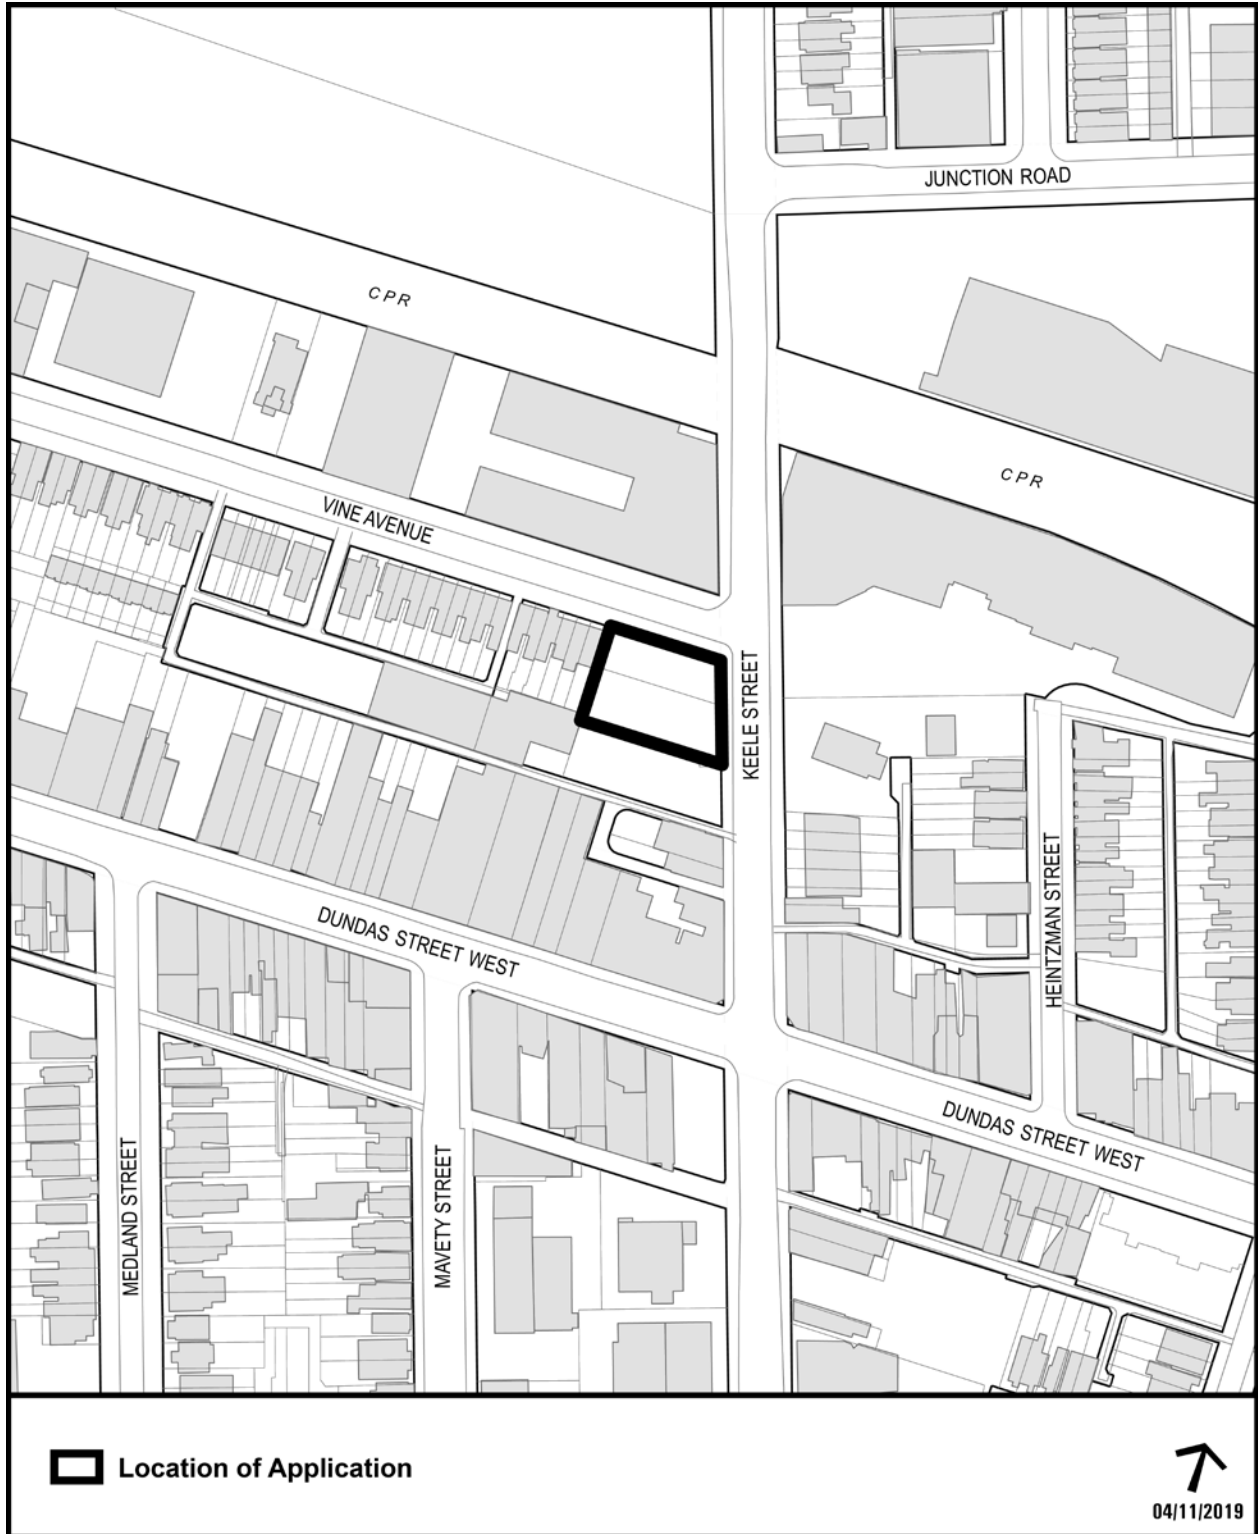 JUNCTION ROAD
CPR
CPR
VINE AVENUE
KEELE STREET
HEINTZMAN STREET
DUNDAS STREET WEST
DUNDAS STREET WEST
MEDLAND STREET
MAVETY STREET
Location of Application
04/11/2019